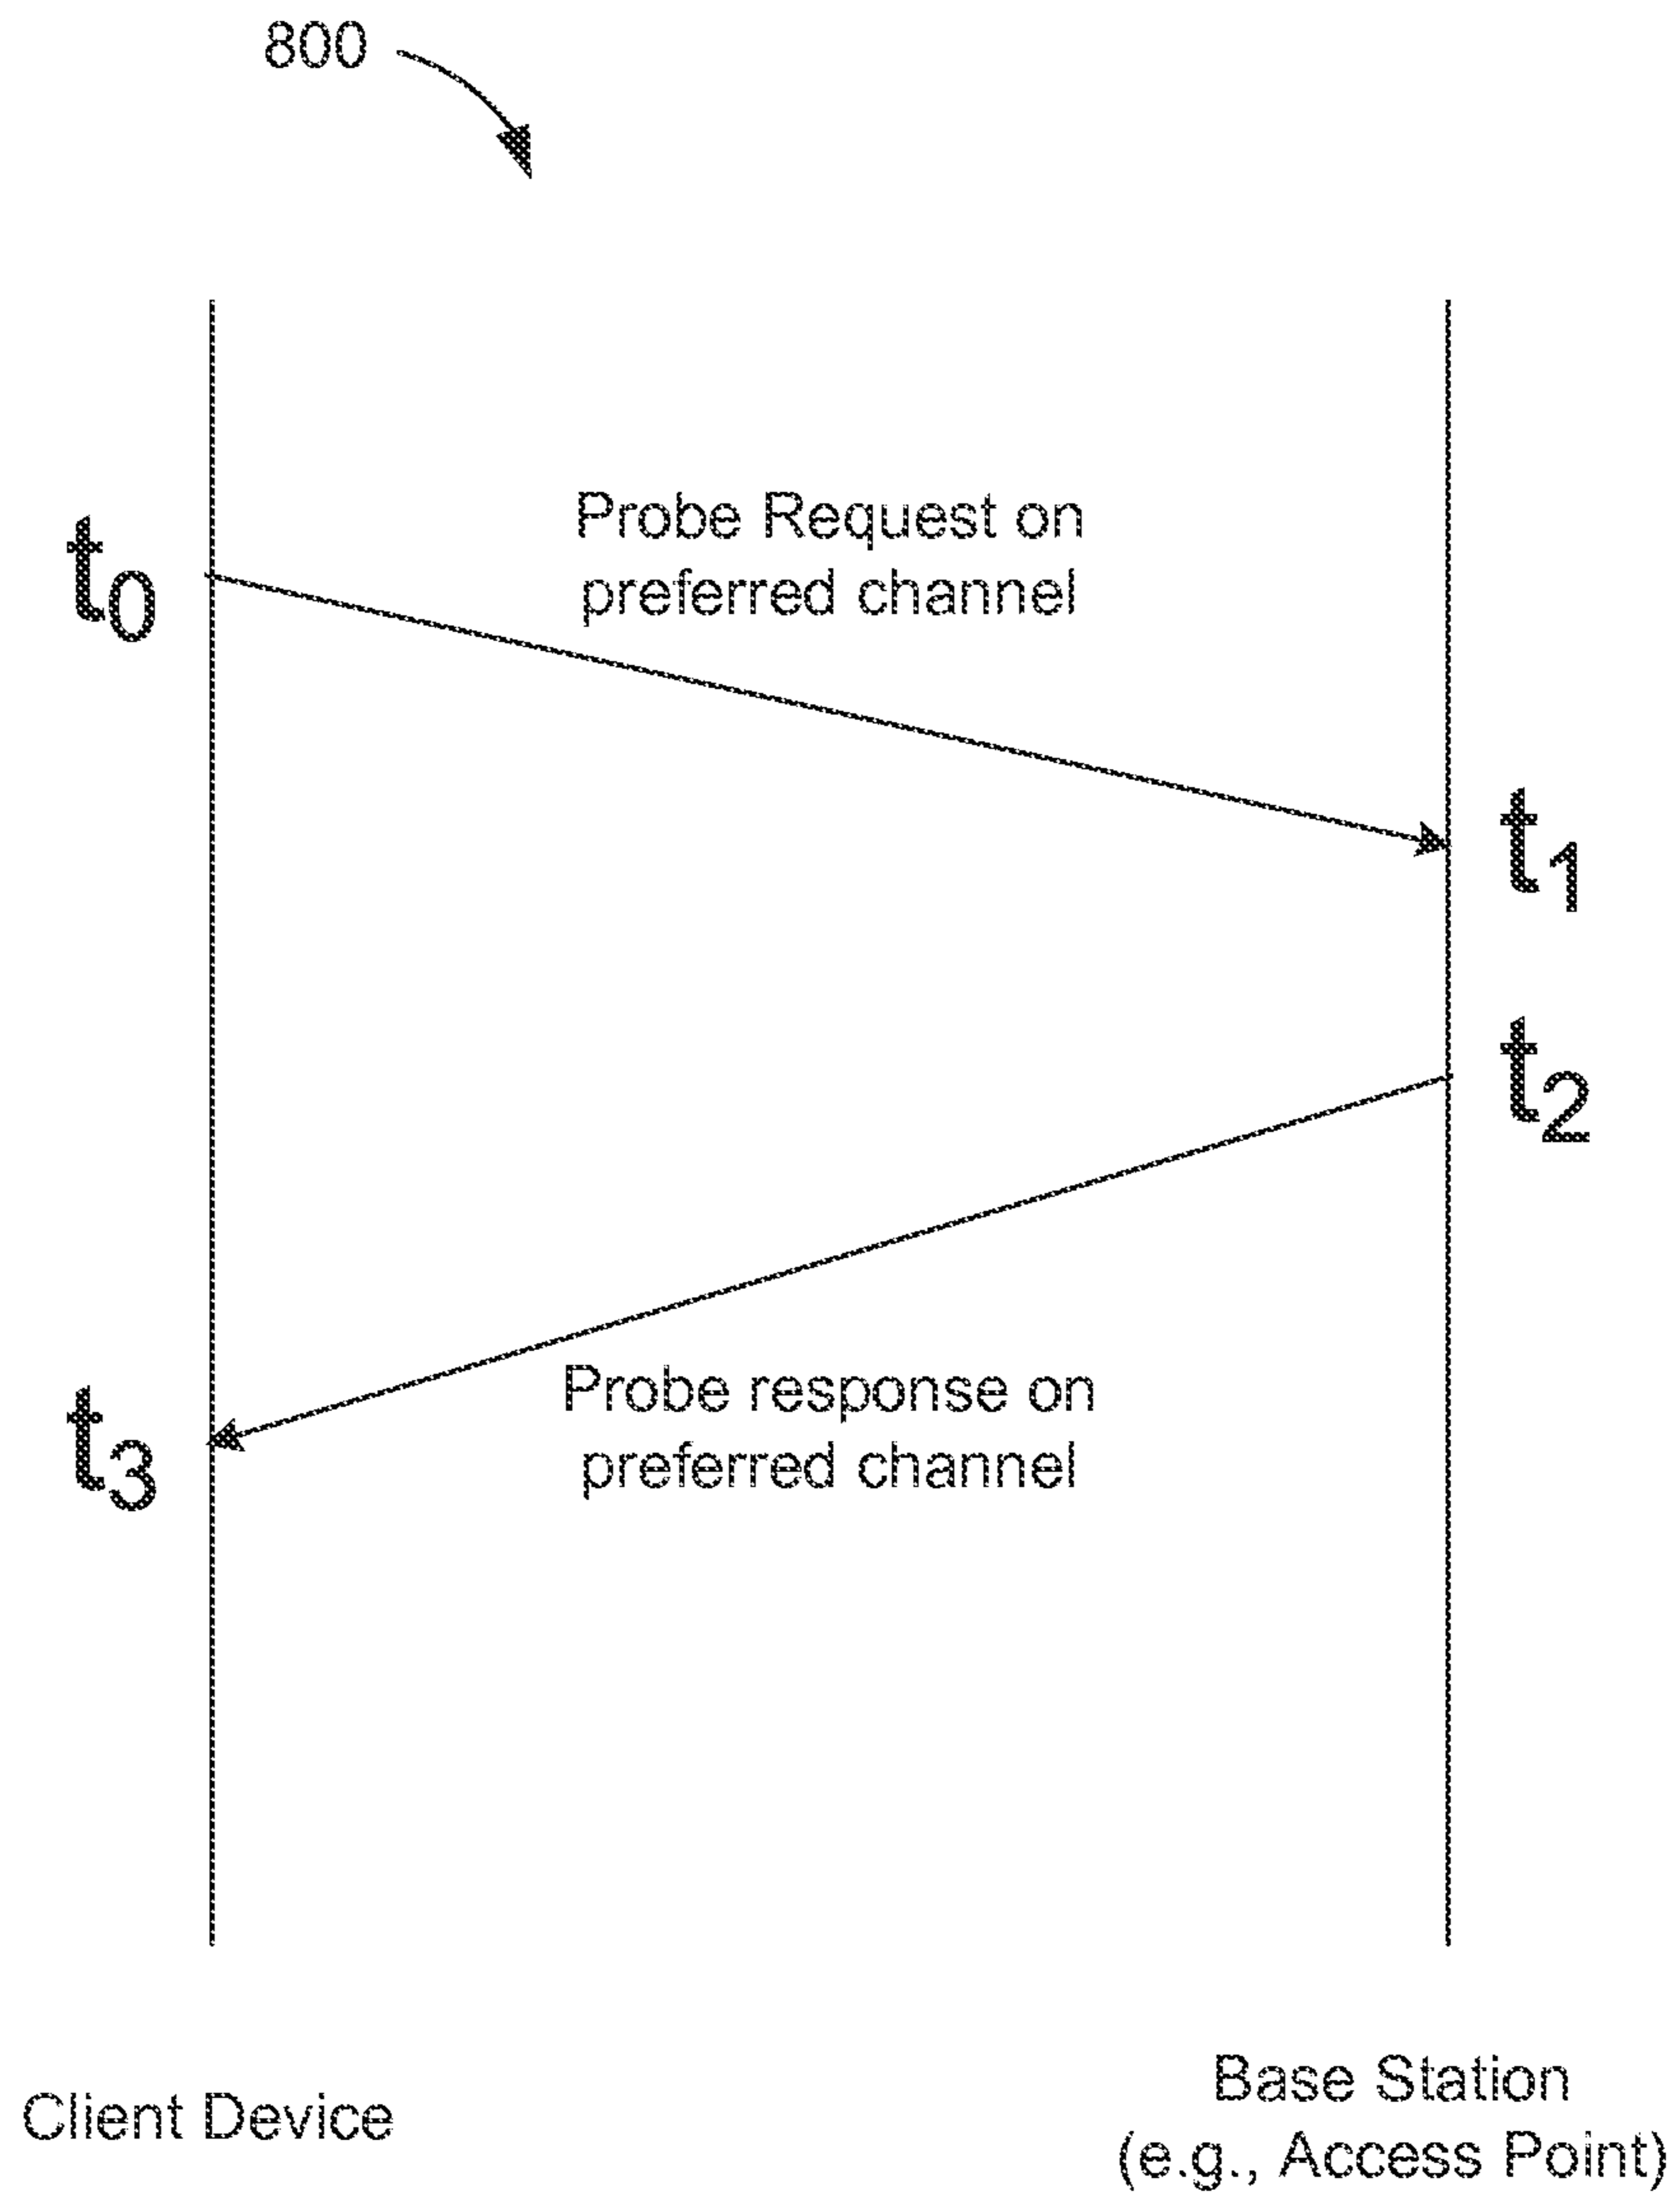 800
Probe Request on
preferred channel
t0
t1
t2
Probe response on
preferred channel
t3
Client Device
Base Station
(e.g., Access Point)